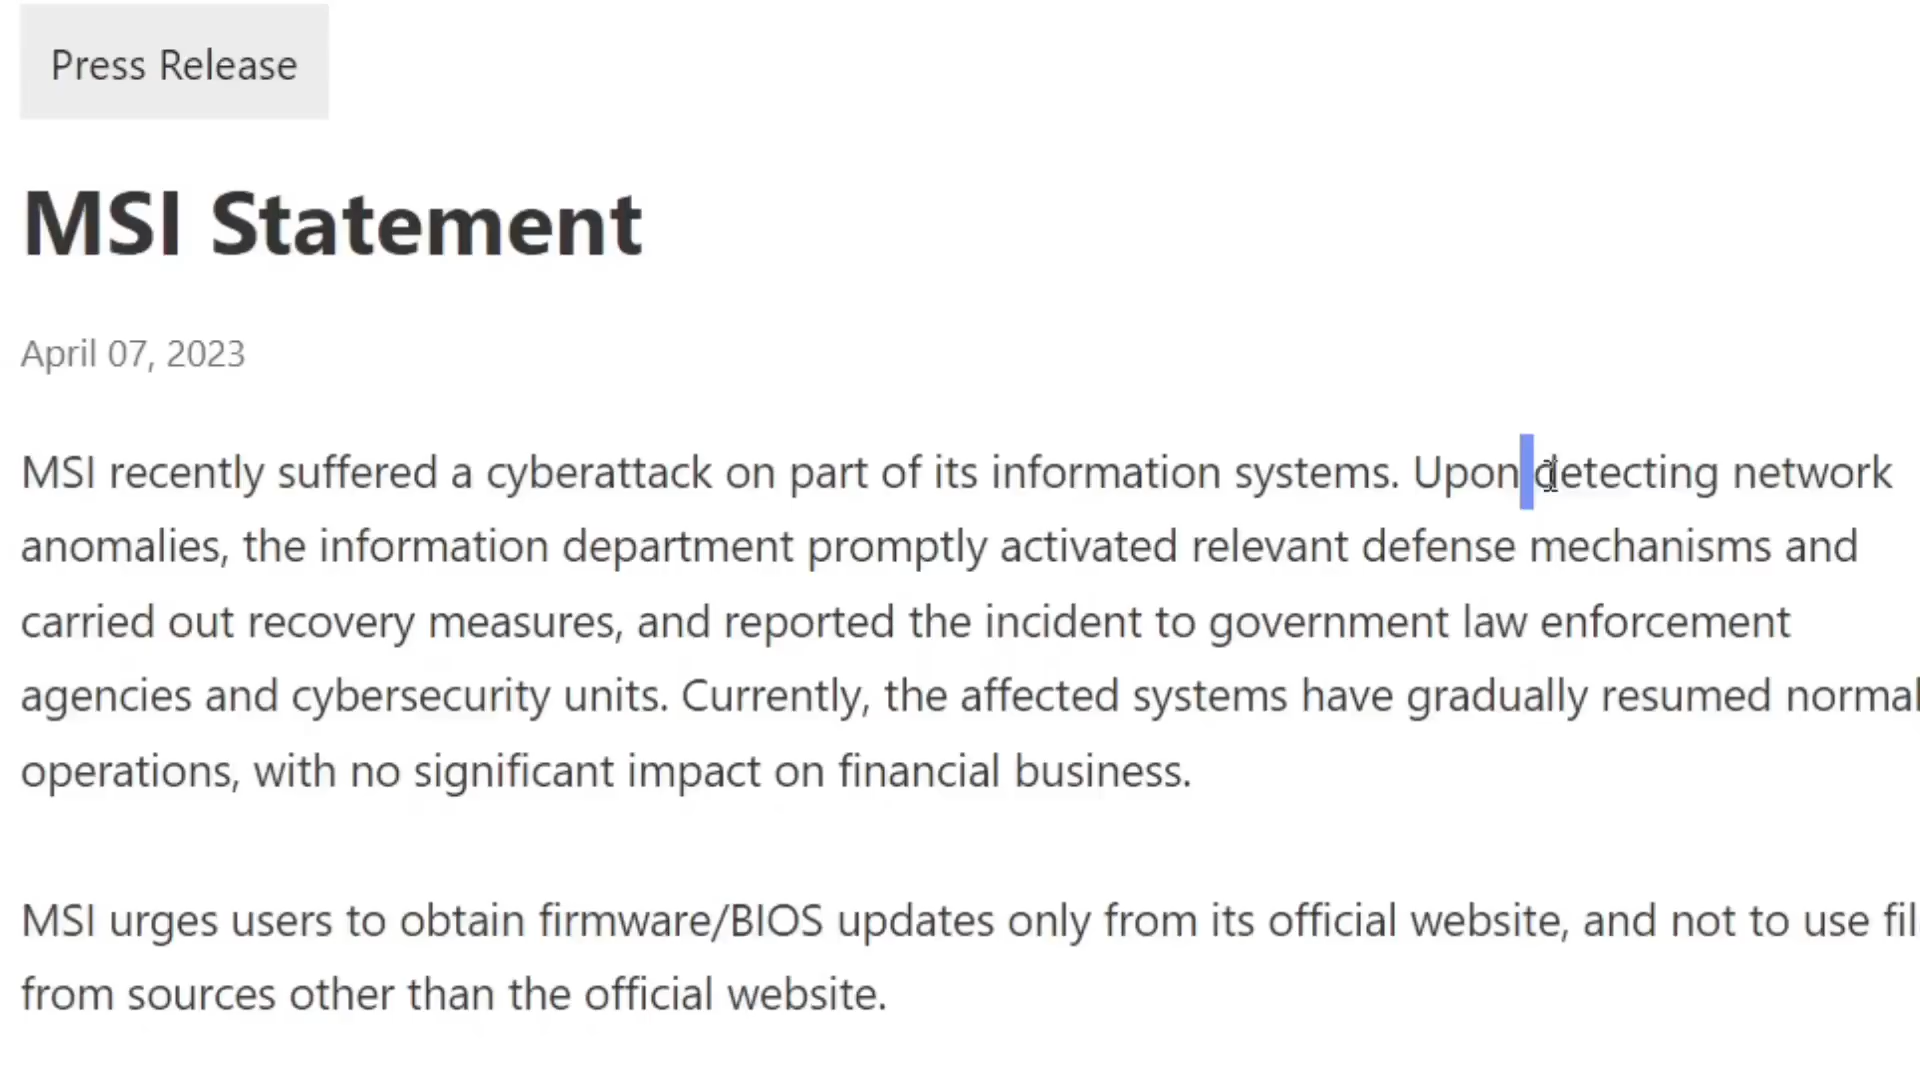 Press Release
MSI Statement
April 07, 2023
MSI recently suffered a cyberattack on part of its information systems. Upon detecting network
anomalies, the information department promptly activated relevant defense mechanisms and
carried out recovery measures, and reported the incident to government law enforcement
agencies and cybersecurity units. Currently, the affected systems have gradually resumed normal
operations, with no significant impact on financial business.
MSI urges users to obtain firmware/BIOS updates only from its official website, and not to use
from sources other than the official website.